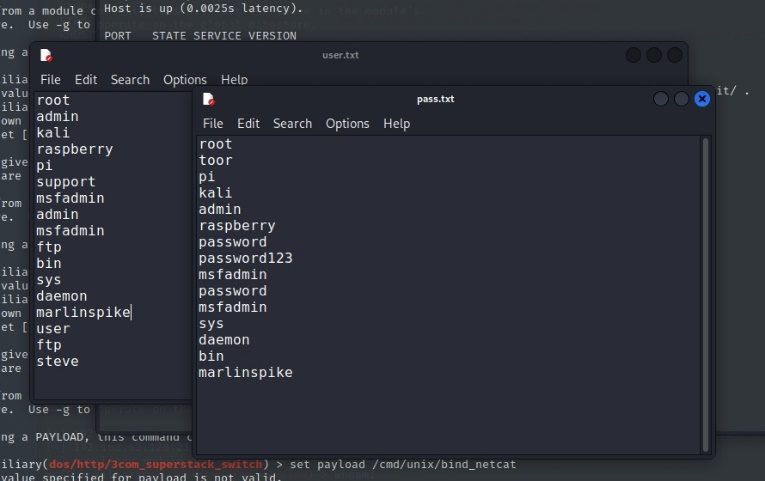 Host is up (0.0025s latency).
rom a module c
e. Use -g to
PORT STATE SERVICE VERSION
user.txt
File Edit Search Options Help
root
admin
kali
raspberry
pi
support
msfadmin
admin
msfadmin
ftp
bin
sys
daemon
marlinspike
user
ftp
steve
pass.txt
File Edit Search Options Help
root
toor
pi
kali
admin
raspberry
password
password123
msfadmin
password
msfadmin
sys
daemon
bin
marlinspike
ng a
ilia
valu
ilia
own
et [
give
are
rom
e.
ng a
ilia
valu
ilia
own
et [
give
are
rom
e. Use -g to
it/ .
ng a PAYLOAD, this command c
iliary(dos/http/3com_superstack_switch) > set payload /cmd/unix/bind_netcat
value specified for payload is not valid.